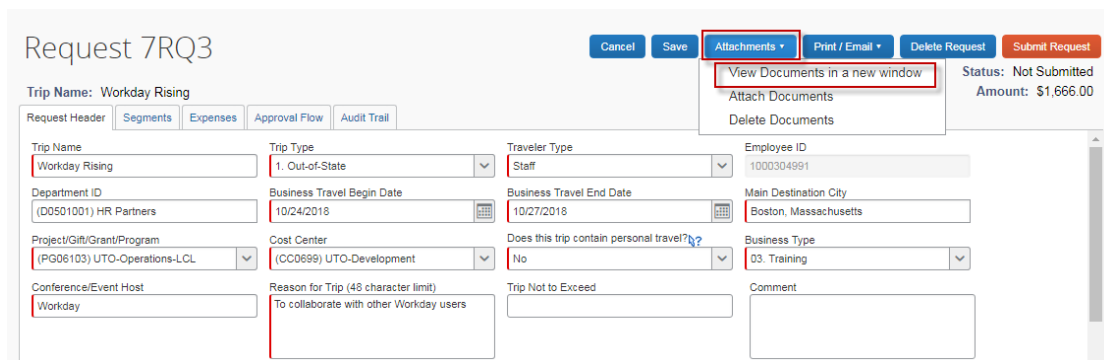 Request 7RQ3
Cancel Save Attachments ▾ Print / Email ▾ Delete Request Submit Request
View Documents in a new window
Attach Documents
Delete Documents
Status: Not Submitted
Amount: $1,666.00
Trip Name: Workday Rising
Request Header Segments Expenses Approval Flow Audit Trail
Trip Name Trip Type Traveler Type Employee ID
Workday Rising 1. Out-of-State Staff 1000304991
Department ID Business Travel Begin Date Business Travel End Date Main Destination City
(D0501001) HR Partners 10/24/2018 10/27/2018 Boston, Massachusetts
Project/Gift/Grant/Program Cost Center Does this trip contain personal travel?? Business Type
(PG06103) UTO-Operations-LCL (CC0699) UTO-Development No 03. Training
Conference/Event Host Reason for Trip (48 character limit) Trip Not to Exceed Comment
Workday To collaborate with other Workday users